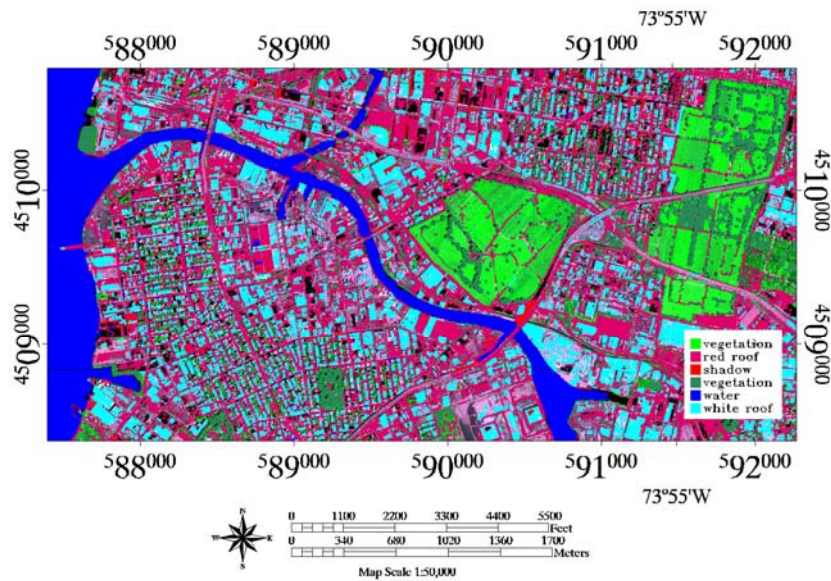 73°55'W
588000 589000 590000 591000 592000
4510000 4510000
4509000 4509000
vegetation
red roof
shadow
vegetation
water
white roof
588000 589000 590000 591000 592000
73°55'W
N
W E
S
0 1100 2200 3300 4400 5500
Feet
0 340 680 1020 1360 1700
Meters
Map Scale 1:50,000